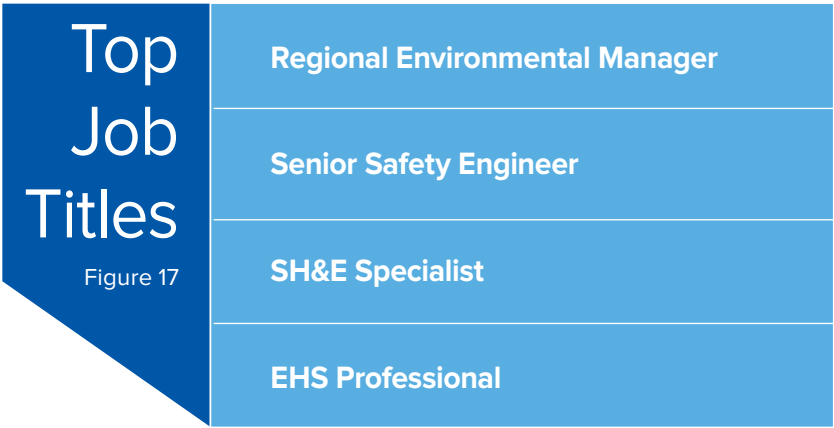 Top
Job
Titles
Figure 17
Regional Environmental Manager
Senior Safety Engineer
SH&E Specialist
EHS Professional